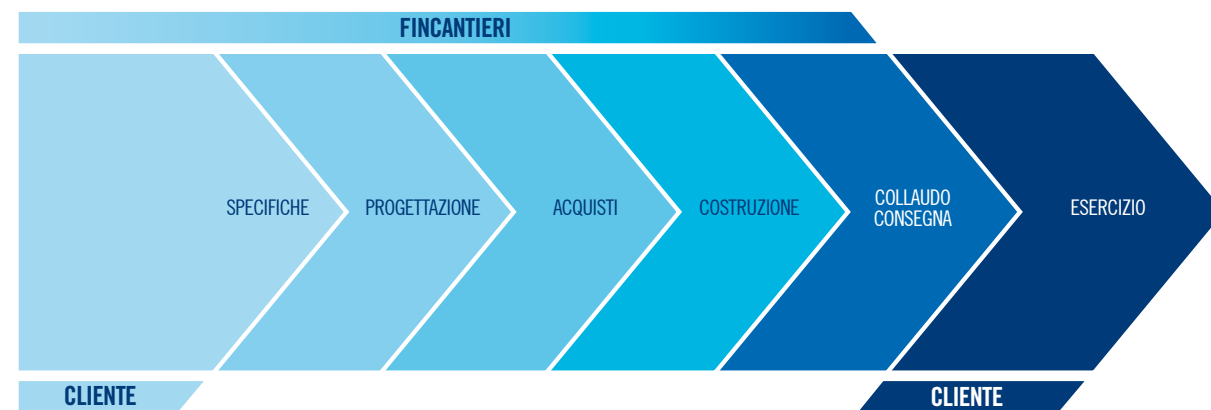 FINCANTIERI
SPECIFICHE
PROGETTAZIONE
ACQUISTI
COSTRUZIONE
COLLAUDO
CONSEGNA
ESERCIZIO
CLIENTE
CLIENTE